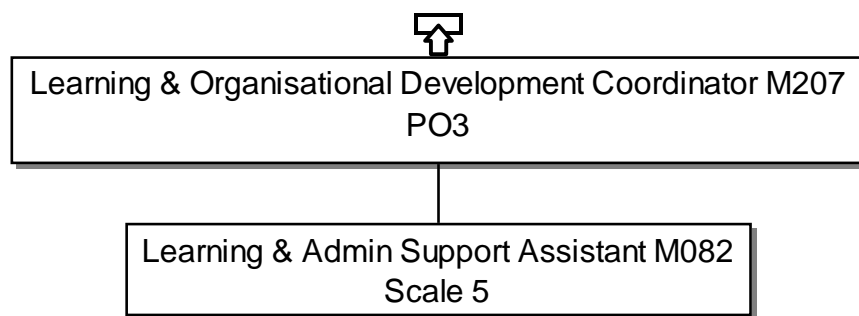 Learning & Organisational Development Coordinator M207
PO3
Learning & Admin Support Assistant M082
Scale 5